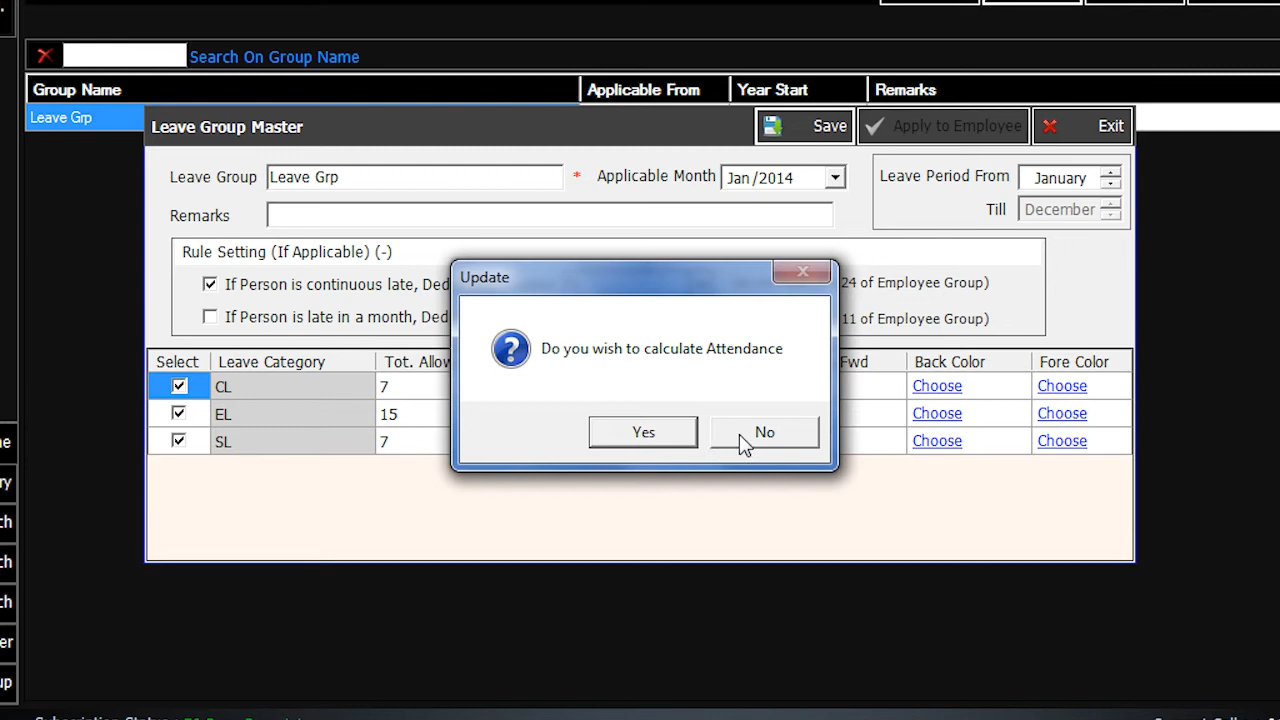 Search On Group Name
Group Name Applicable From Year Start Remarks
Leave Grp
Leave Group Master Save Apply to Employee Exit
Leave Group Leave Grp * Applicable Month Jan/2014 Leave Period From January
Remarks Till December
Rule Setting (If Applicable) (-)
If Person is continuous late, Ded 24 of Employee Group)
If Person is late in a month, Ded 11 of Employee Group)
Update
Do you wish to calculate Attendance
Yes No
Select Leave Category Tot. Allow Fwd Back Color Fore Color
CL 7 Choose Choose
EL 15 Choose Choose
SL 7 Choose Choose